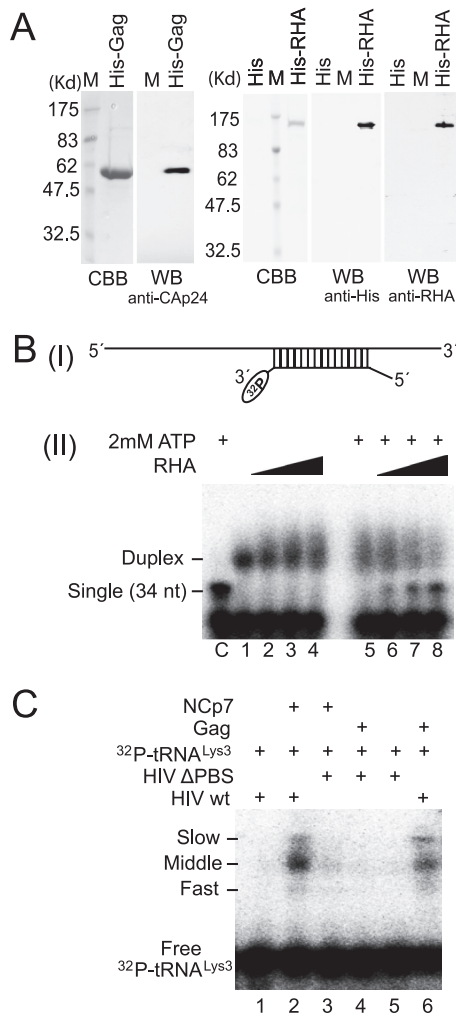 A
(Kd) M His-Gag M His-Gag His M His-RHA His M His-RHA His M His-RHA
175
83
62
47.5
32.5
175
83
62
47.5
32.5
CBB WB CBB WB WB
anti-CAp24 anti-His anti-RHA
B (I) 5´ 3´
3´ 32P 5´
(II) 2mM ATP + + + + +
RHA
Duplex
Single (34 nt)
C 1 2 3 4 5 6 7 8
C
NCp7 + +
Gag + +
32P-tRNALys3 + + + + + +
HIV ΔPBS + + +
HIV wt + + +
Slow
Middle
Fast
Free
32P-tRNALys3
1 2 3 4 5 6